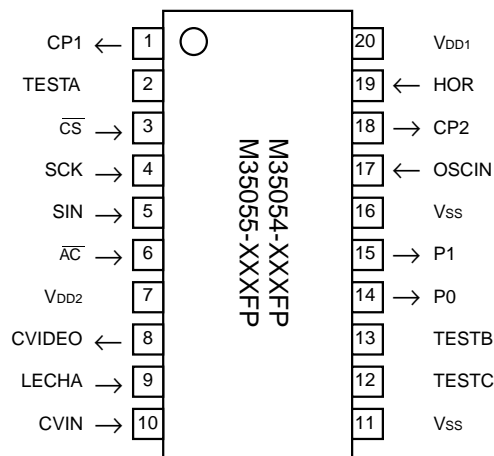 CP1 ← 1 20 VDD1
TESTA 2 19 ← HOR
C̅S̅ → 3 18 → CP2
SCK → 4 17 ← OSCIN
SIN → 5 16 VSS
A̅C̅ → 6 15 → P1
VDD2 7 14 → P0
CVIDEO ← 8 13 TESTB
LECHA → 9 12 TESTC
CVIN → 10 11 VSS
M35054-XXXFP
M35055-XXXFP